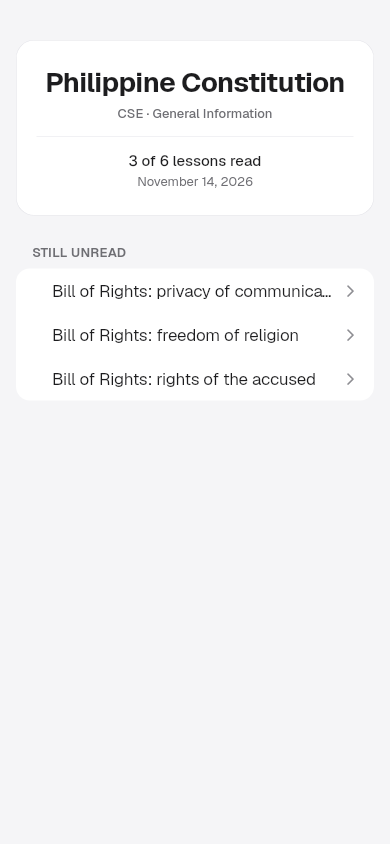 Philippine Constitution
CSE · General Information
3 of 6 lessons read
November 14, 2026
STILL UNREAD
Bill of Rights: privacy of communica...
Bill of Rights: freedom of religion
Bill of Rights: rights of the accused